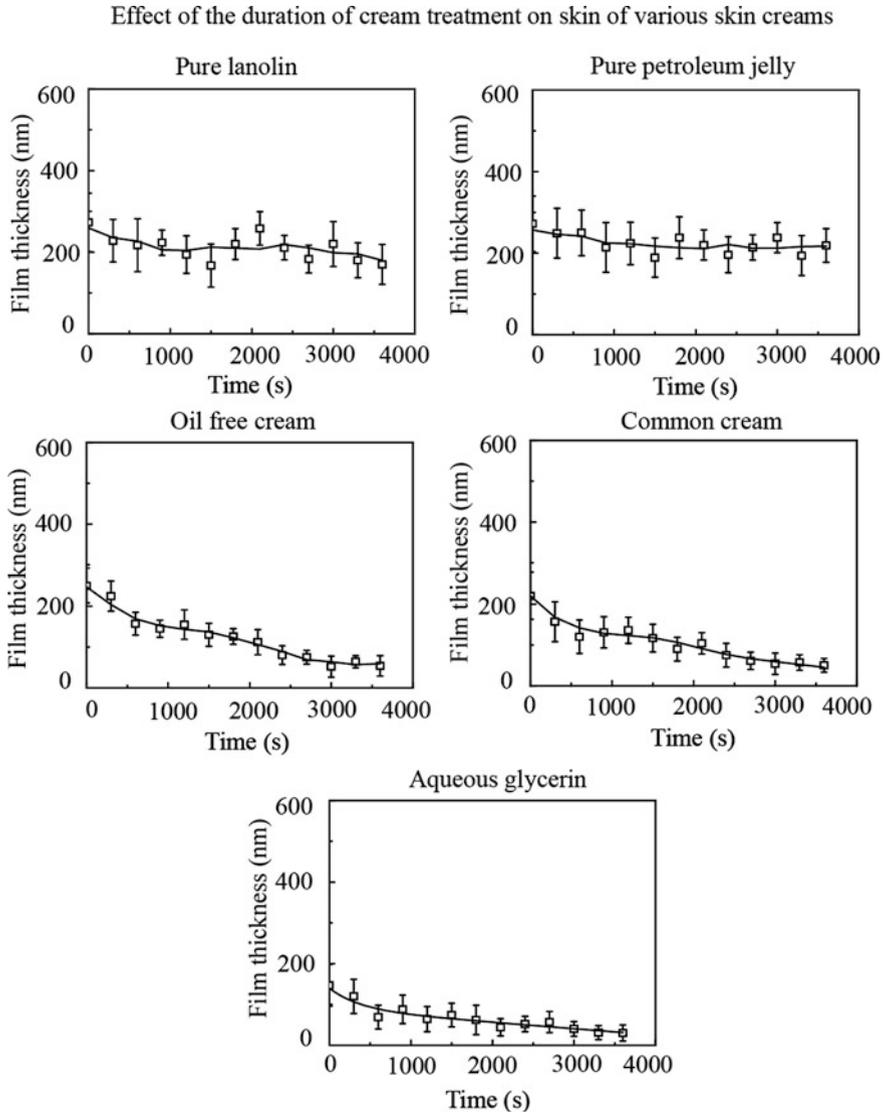 Effect of the duration of cream treatment on skin of various skin creams
Pure lanolin
Film thickness (nm)
600
400
200
0
0 1000 2000 3000 4000
Time (s)
Pure petroleum jelly
Film thickness (nm)
600
400
200
0
0 1000 2000 3000 4000
Time (s)
Oil free cream
Film thickness (nm)
600
400
200
0
0 1000 2000 3000 4000
Time (s)
Common cream
Film thickness (nm)
600
400
200
0
0 1000 2000 3000 4000
Time (s)
Aqueous glycerin
Film thickness (nm)
600
400
200
0
0 1000 2000 3000 4000
Time (s)